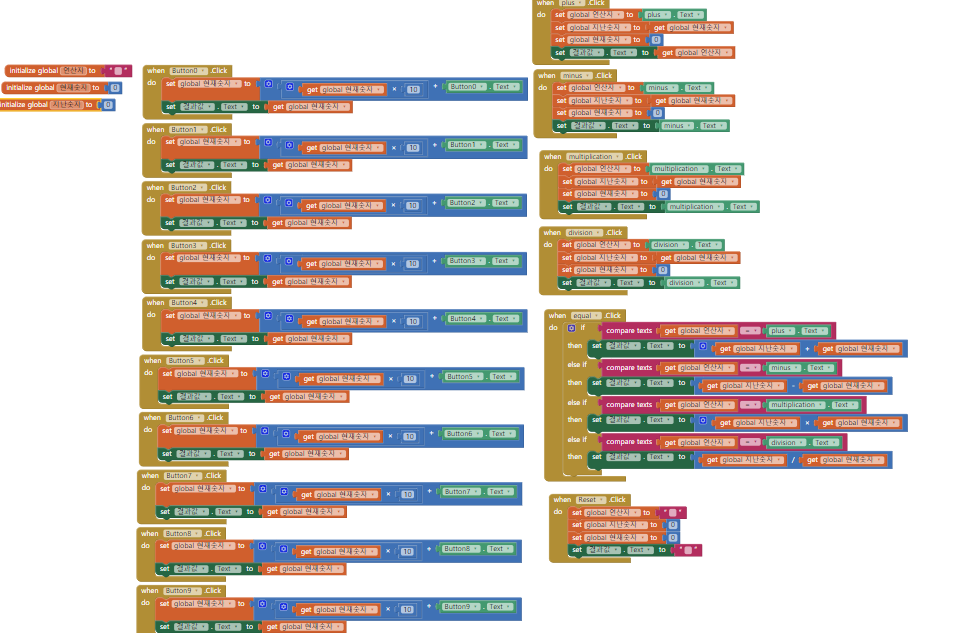 initialize global 연산자 to " "
initialize global 현재숫자 to 0
initialize global 지난숫자 to 0
when Button0 .Click
do set global 현재숫자 to get global 현재숫자 × 10 + Button0 . Text
set 결과값 . Text to get global 현재숫자
when Button1 .Click
do set global 현재숫자 to get global 현재숫자 × 10 + Button1 . Text
set 결과값 . Text to get global 현재숫자
when Button2 .Click
do set global 현재숫자 to get global 현재숫자 × 10 + Button2 . Text
set 결과값 . Text to get global 현재숫자
when Button3 .Click
do set global 현재숫자 to get global 현재숫자 × 10 + Button3 . Text
set 결과값 . Text to get global 현재숫자
when Button4 .Click
do set global 현재숫자 to get global 현재숫자 × 10 + Button4 . Text
set 결과값 . Text to get global 현재숫자
when Button5 .Click
do set global 현재숫자 to get global 현재숫자 × 10 + Button5 . Text
set 결과값 . Text to get global 현재숫자
when Button6 .Click
do set global 현재숫자 to get global 현재숫자 × 10 + Button6 . Text
set 결과값 . Text to get global 현재숫자
when Button7 .Click
do set global 현재숫자 to get global 현재숫자 × 10 + Button7 . Text
set 결과값 . Text to get global 현재숫자
when Button8 .Click
do set global 현재숫자 to get global 현재숫자 × 10 + Button8 . Text
set 결과값 . Text to get global 현재숫자
when Button9 .Click
do set global 현재숫자 to get global 현재숫자 × 10 + Button9 . Text
set 결과값 . Text to get global 현재숫자
when plus .Click
do set global 연산자 to plus . Text
set global 지난숫자 to get global 현재숫자
set global 현재숫자 to 0
set 결과값 . Text to get global 연산자
when minus .Click
do set global 연산자 to minus . Text
set global 지난숫자 to get global 현재숫자
set global 현재숫자 to 0
set 결과값 . Text to minus . Text
when multiplication .Click
do set global 연산자 to multiplication . Text
set global 지난숫자 to get global 현재숫자
set global 현재숫자 to 0
set 결과값 . Text to multiplication . Text
when division .Click
do set global 연산자 to division . Text
set global 지난숫자 to get global 현재숫자
set global 현재숫자 to 0
set 결과값 . Text to division . Text
when equal .Click
do if compare texts get global 연산자 = plus . Text
then set 결과값 . Text to get global 지난숫자 + get global 현재숫자
else if compare texts get global 연산자 = minus . Text
then set 결과값 . Text to get global 지난숫자 - get global 현재숫자
else if compare texts get global 연산자 = multiplication . Text
then set 결과값 . Text to get global 지난숫자 × get global 현재숫자
else if compare texts get global 연산자 = division . Text
then set 결과값 . Text to get global 지난숫자 / get global 현재숫자
when Reset .Click
do set global 연산자 to " "
set global 지난숫자 to 0
set global 현재숫자 to 0
set 결과값 . Text to " "